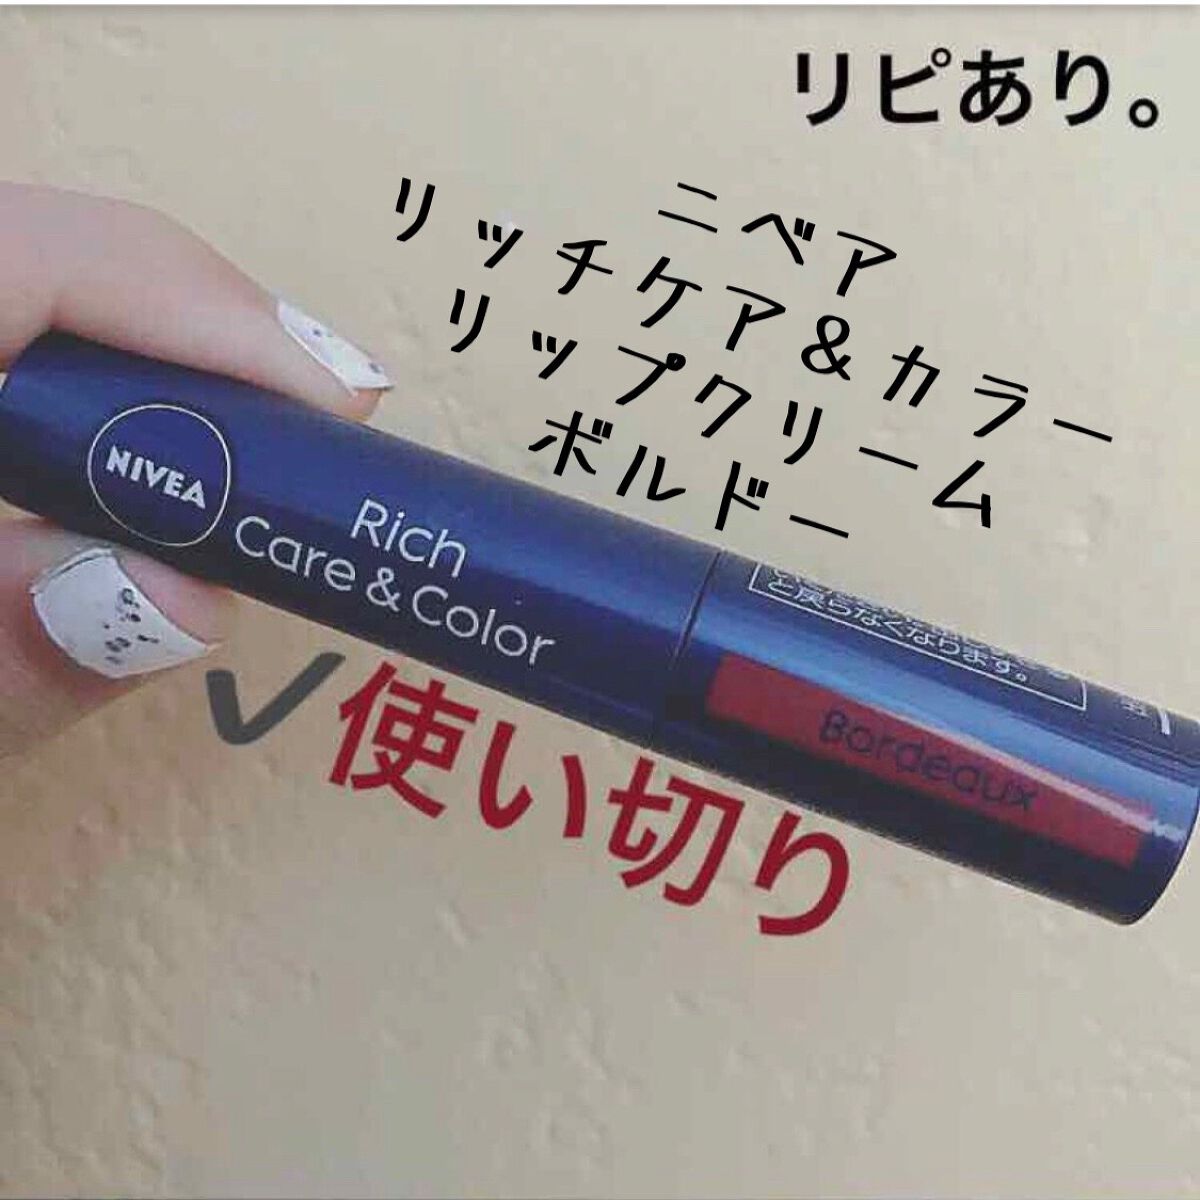 リピあり。
ニベア
リッチケア&カラー
リップクリーム
ボルドー
NIVEA
Rich
Care & Color
と戻らなくなります。
Bordeaux
✓使い切り